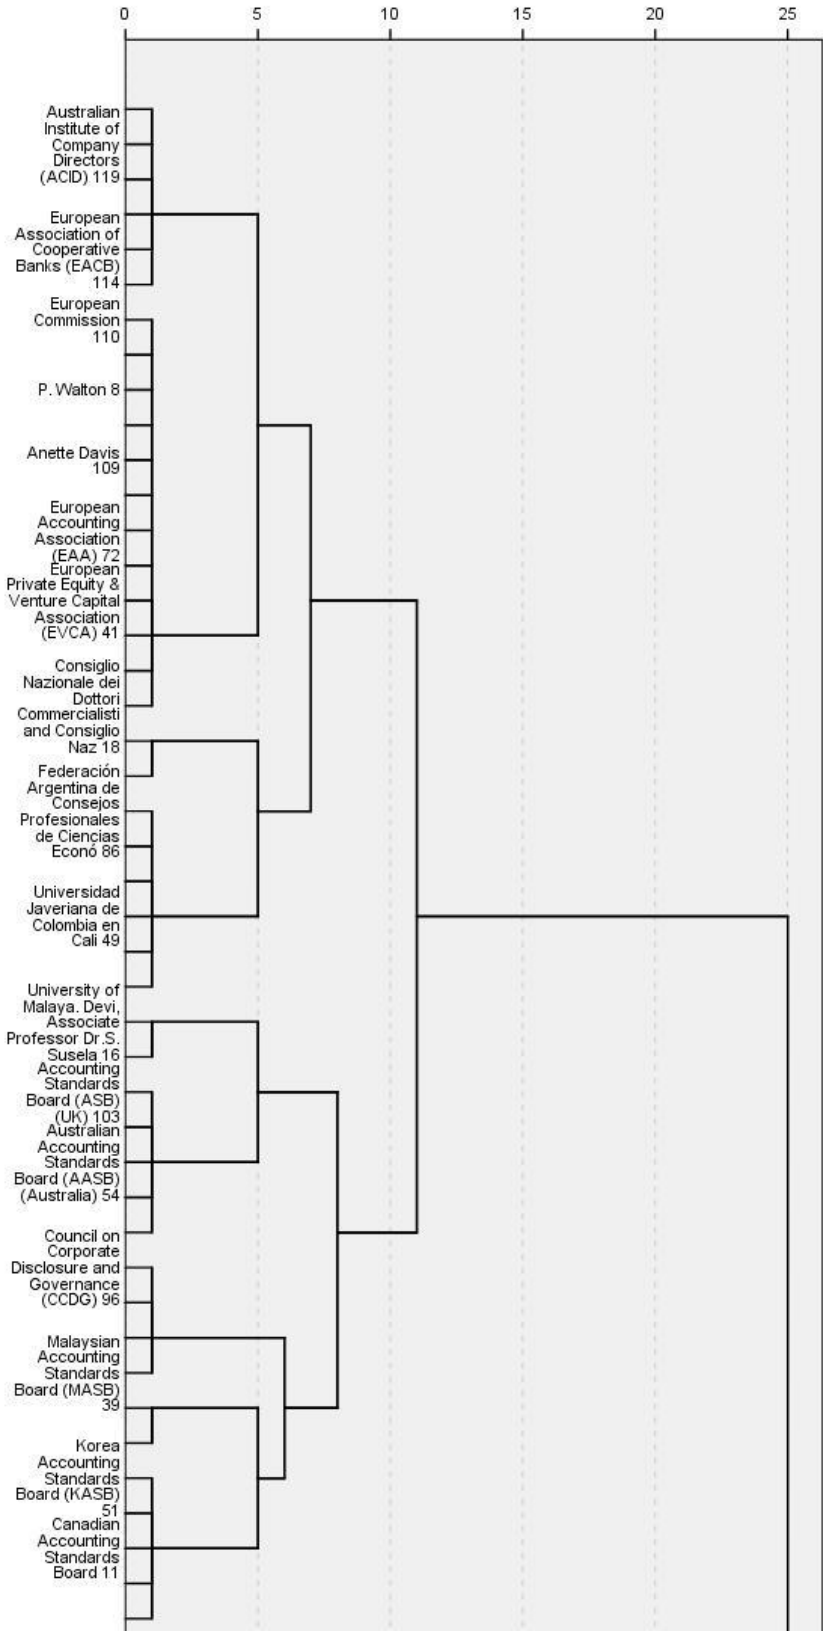 0 5 10 15 20 25
Australian
Institute of
Company
Directors
(ACID) 119
European
Association of
Cooperative
Banks (EACB)
114
European
Commission
110
P. Walton 8
Anette Davis
109
European
Accounting
Association
(EAA) 72
European
Private Equity &
Venture Capital
Association
(EVCA) 41
Consiglio
Nazionale dei
Dottori
Commercialisti
and Consiglio
Naz 18
Federación
Argentina de
Consejos
Profesionales
de Ciencias
Econó 86
Universidad
Javeriana de
Colombia en
Cali 49
University of
Malaya. Devi,
Associate
Professor Dr.S.
Susela 16
Accounting
Standards
Board (ASB)
(UK) 103
Australian
Accounting
Standards
Board (AASB)
(Australia) 54
Council on
Corporate
Disclosure and
Governance
(CCDG) 96
Malaysian
Accounting
Standards
Board (MASB)
39
Korea
Accounting
Standards
Board (KASB)
51
Canadian
Accounting
Standards
Board 11